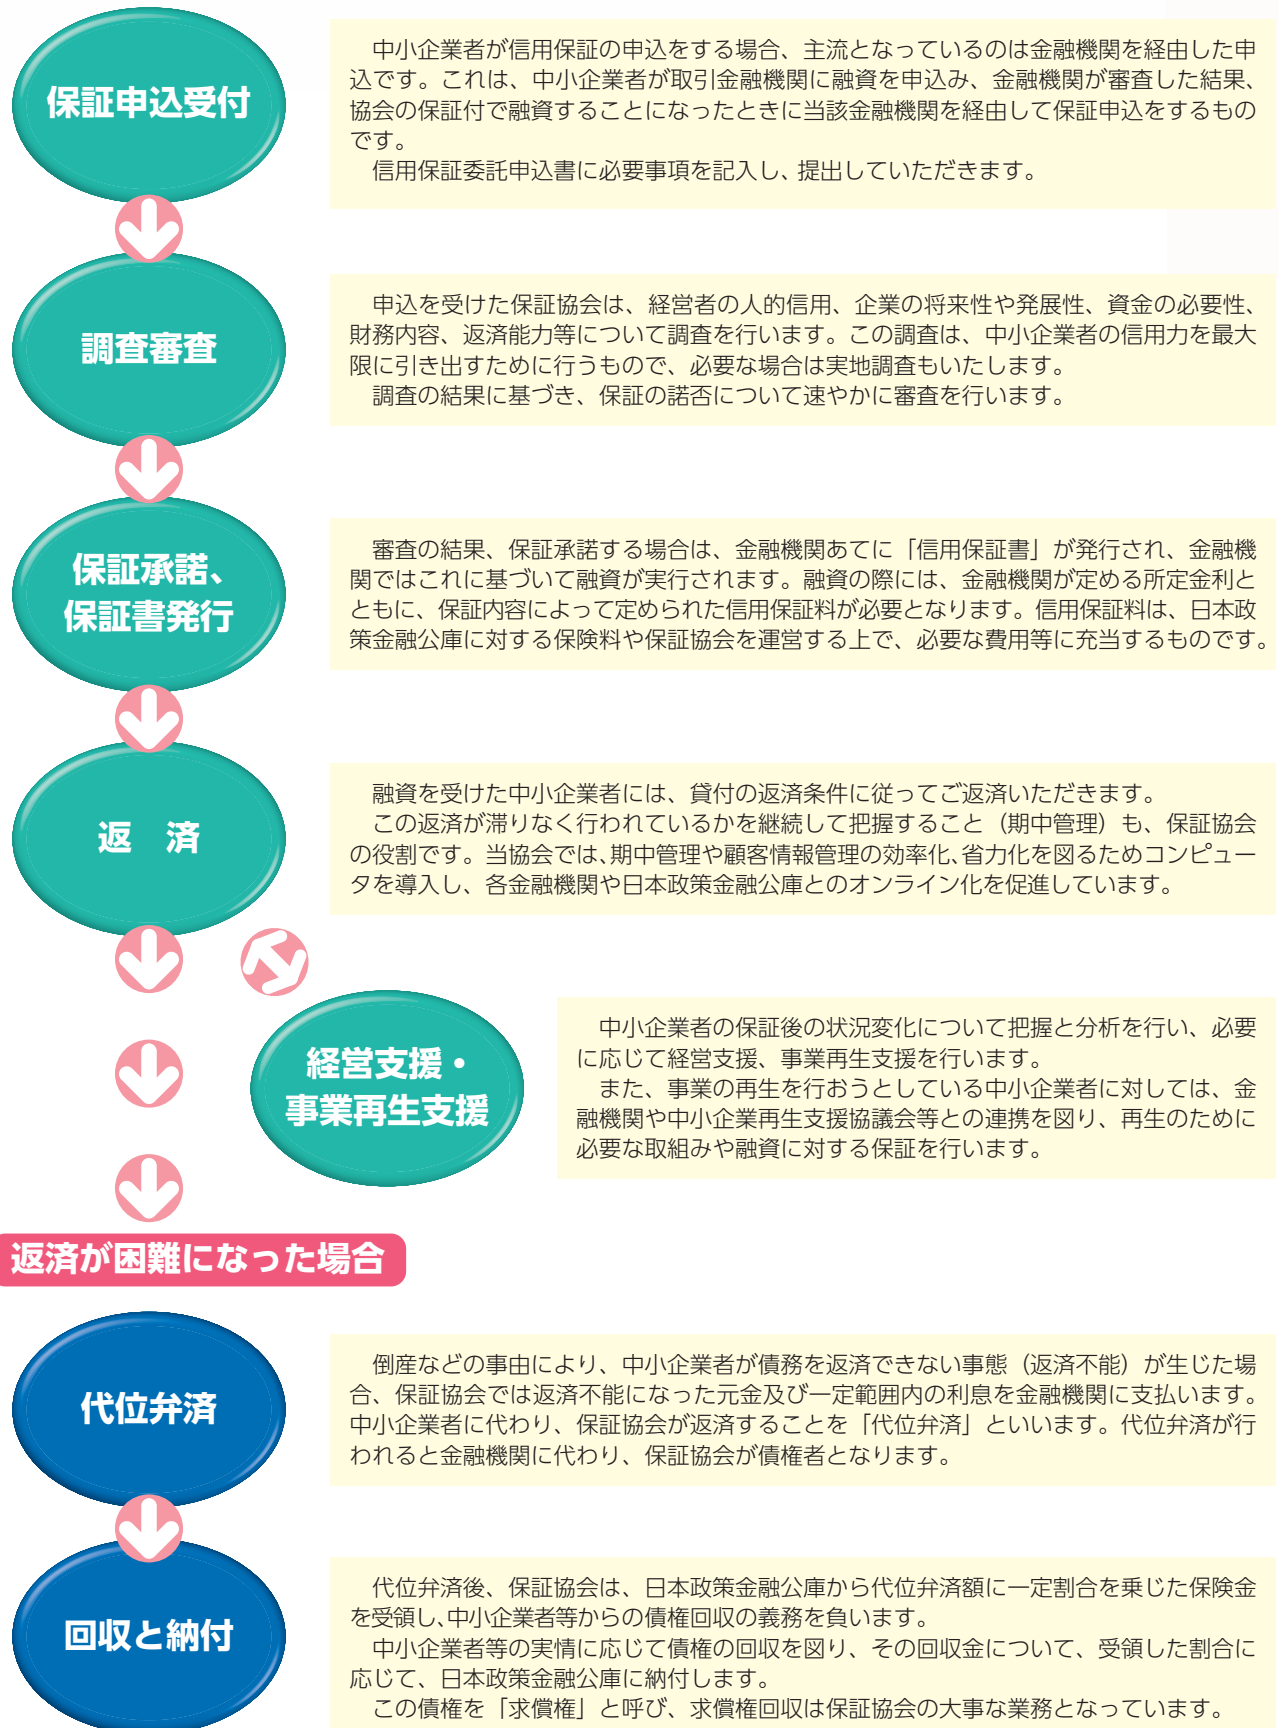 保証申込受付
　中小企業者が信用保証の申込をする場合、主流となっているのは金融機関を経由した申
込です。これは、中小企業者が取引金融機関に融資を申込み、金融機関が審査した結果、
協会の保証付で融資することになったときに当該金融機関を経由して保証申込をするもの
です。
　信用保証委託申込書に必要事項を記入し、提出していただきます。
調査審査
　申込を受けた保証協会は、経営者の人的信用、企業の将来性や発展性、資金の必要性、
財務内容、返済能力等について調査を行います。この調査は、中小企業者の信用力を最大
限に引き出すために行うもので、必要な場合は実地調査もいたします。
　調査の結果に基づき、保証の諾否について速やかに審査を行います。
保証承諾、
保証書発行
　審査の結果、保証承諾する場合は、金融機関あてに「信用保証書」が発行され、金融機
関ではこれに基づいて融資が実行されます。融資の際には、金融機関が定める所定金利と
ともに、保証内容によって定められた信用保証料が必要となります。信用保証料は、日本政
策金融公庫に対する保険料や保証協会を運営する上で、必要な費用等に充当するものです。
返　済
　融資を受けた中小企業者には、貸付の返済条件に従ってご返済いただきます。
　この返済が滞りなく行われているかを継続して把握すること（期中管理）も、保証協会
の役割です。当協会では、期中管理や顧客情報管理の効率化、省力化を図るためコンピュー
タを導入し、各金融機関や日本政策金融公庫とのオンライン化を促進しています。
経営支援・
事業再生支援
　中小企業者の保証後の状況変化について把握と分析を行い、必要
に応じて経営支援、事業再生支援を行います。
　また、事業の再生を行おうとしている中小企業者に対しては、金
融機関や中小企業再生支援協議会等との連携を図り、再生のために
必要な取組みや融資に対する保証を行います。
返済が困難になった場合
代位弁済
　倒産などの事由により、中小企業者が債務を返済できない事態（返済不能）が生じた場
合、保証協会では返済不能になった元金及び一定範囲内の利息を金融機関に支払います。
中小企業者に代わり、保証協会が返済することを「代位弁済」といいます。代位弁済が行
われると金融機関に代わり、保証協会が債権者となります。
回収と納付
　代位弁済後、保証協会は、日本政策金融公庫から代位弁済額に一定割合を乗じた保険金
を受領し、中小企業者等からの債権回収の義務を負います。
　中小企業者等の実情に応じて債権の回収を図り、その回収金について、受領した割合に
応じて、日本政策金融公庫に納付します。
　この債権を「求償権」と呼び、求償権回収は保証協会の大事な業務となっています。